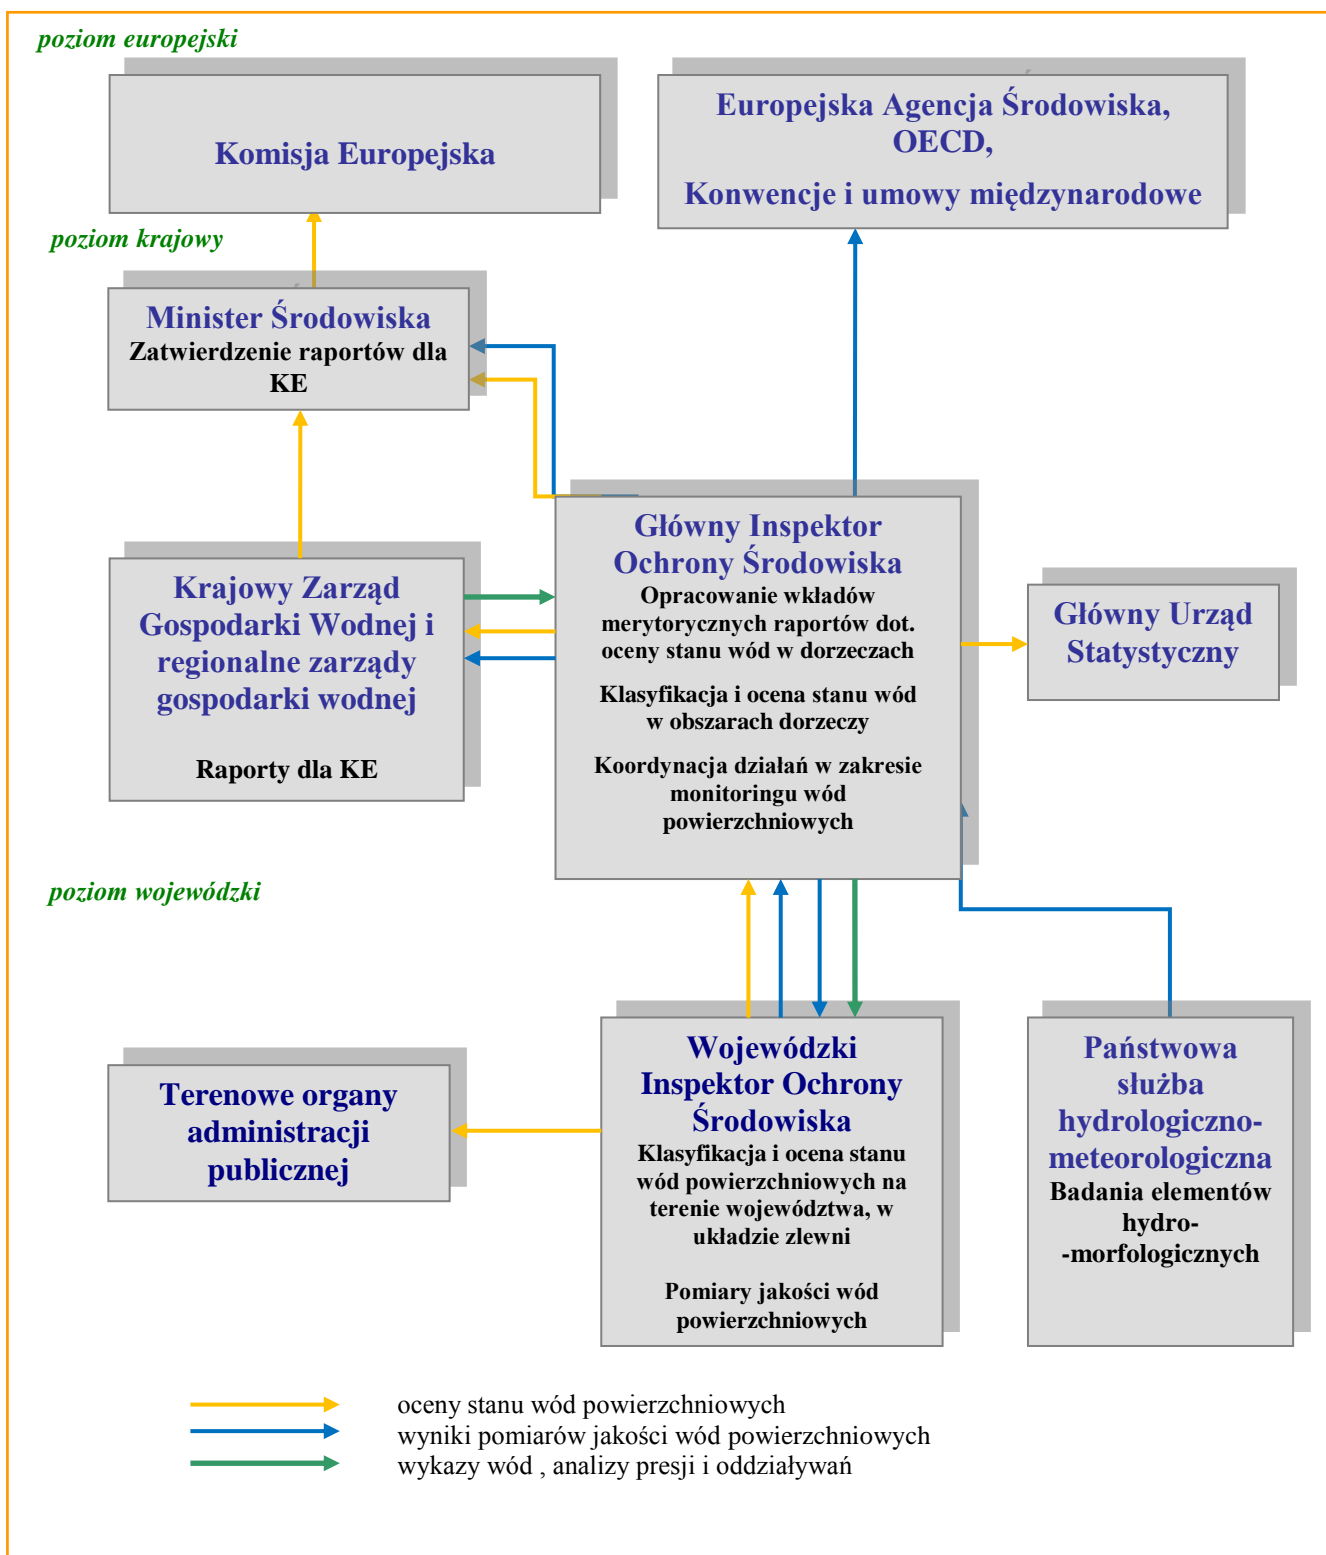 poziom europejski
Komisja Europejska
Europejska Agencja Środowiska,
OECD,
Konwencje i umowy międzynarodowe
poziom krajowy
Minister Środowiska
Zatwierdzenie raportów dla
KE
Krajowy Zarząd
Gospodarki Wodnej i
regionalne zarządy
gospodarki wodnej
Raporty dla KE
Główny Inspektor
Ochrony Środowiska
Opracowanie wkładów
merytorycznych raportów dot.
oceny stanu wód w dorzeczach
Klasyfikacja i ocena stanu wód
w obszarach dorzeczy
Koordynacja działań w zakresie
monitoringu wód
powierzchniowych
Główny Urząd
Statystyczny
poziom wojewódzki
Terenowe organy
administracji
publicznej
Wojewódzki
Inspektor Ochrony
Środowiska
Klasyfikacja i ocena stanu
wód powierzchniowych na
terenie województwa, w
układzie zlewni
Pomiary jakości wód
powierzchniowych
Państwowa
służba
hydrologiczno-
meteorologiczna
Badania elementów
hydro-
-morfologicznych
oceny stanu wód powierzchniowych
wyniki pomiarów jakości wód powierzchniowych
wykazy wód , analizy presji i oddziaływań